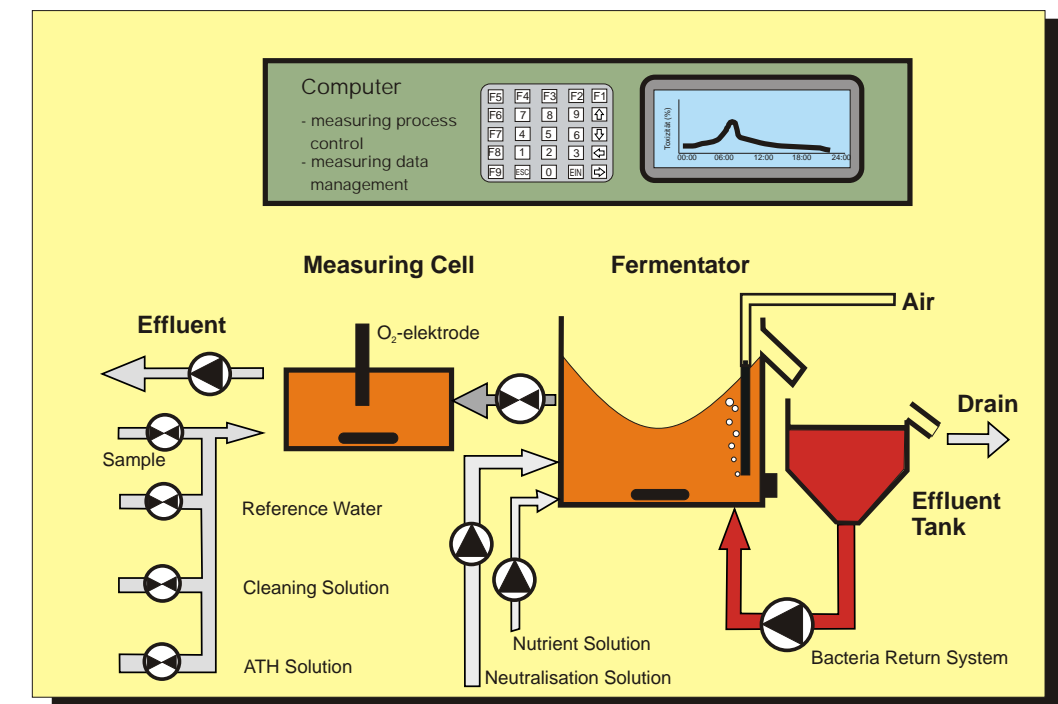 Computer
- measuring process
control
- measuring data
management
F5 F4 F3 F2 F1
F6 7 8 9
F7 4 5 6
F8 1 2 3
F9 ESC 0 EIN
Toxizität (%)
00:00 06:00 12:00 18:00 24:00
Measuring Cell
Fermentator
Air
Effluent
O₂-elektrode
Drain
Sample
Effluent
Tank
Reference Water
Cleaning Solution
Nutrient Solution
ATH Solution
Neutralisation Solution
Bacteria Return System